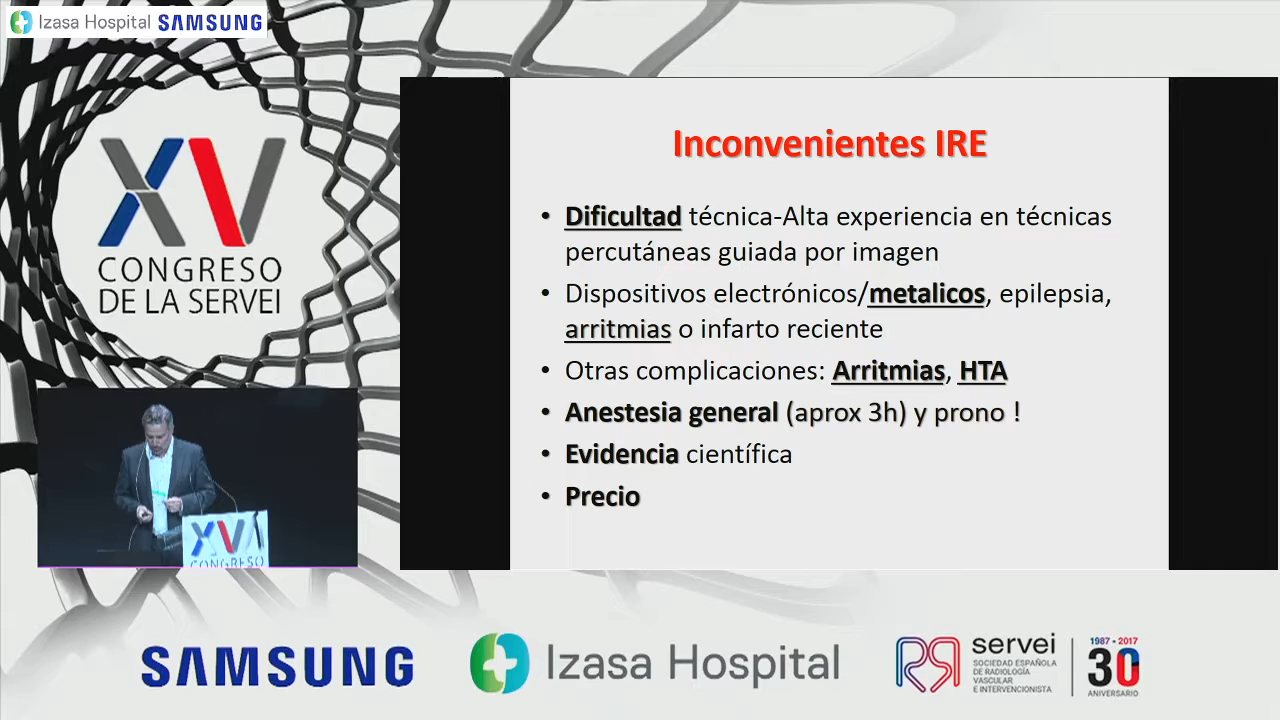 Izasa Hospital SAMSUNG
XV
CONGRESO
DE LA SERVEI
Inconvenientes IRE
• Dificultad técnica-Alta experiencia en técnicas
percutáneas guiada por imagen
• Dispositivos electrónicos/metalicos, epilepsia,
arritmias o infarto reciente
• Otras complicaciones: Arritmias, HTA
• Anestesia general (aprox 3h) y prono !
• Evidencia científica
• Precio
XV
CONGRESO
SAMSUNG
Izasa Hospital
servei
SOCIEDAD ESPAÑOLA
DE RADIOLOGÍA
VASCULAR
E INTERVENCIONISTA
1987 • 2017
30
ANIVERSARIO